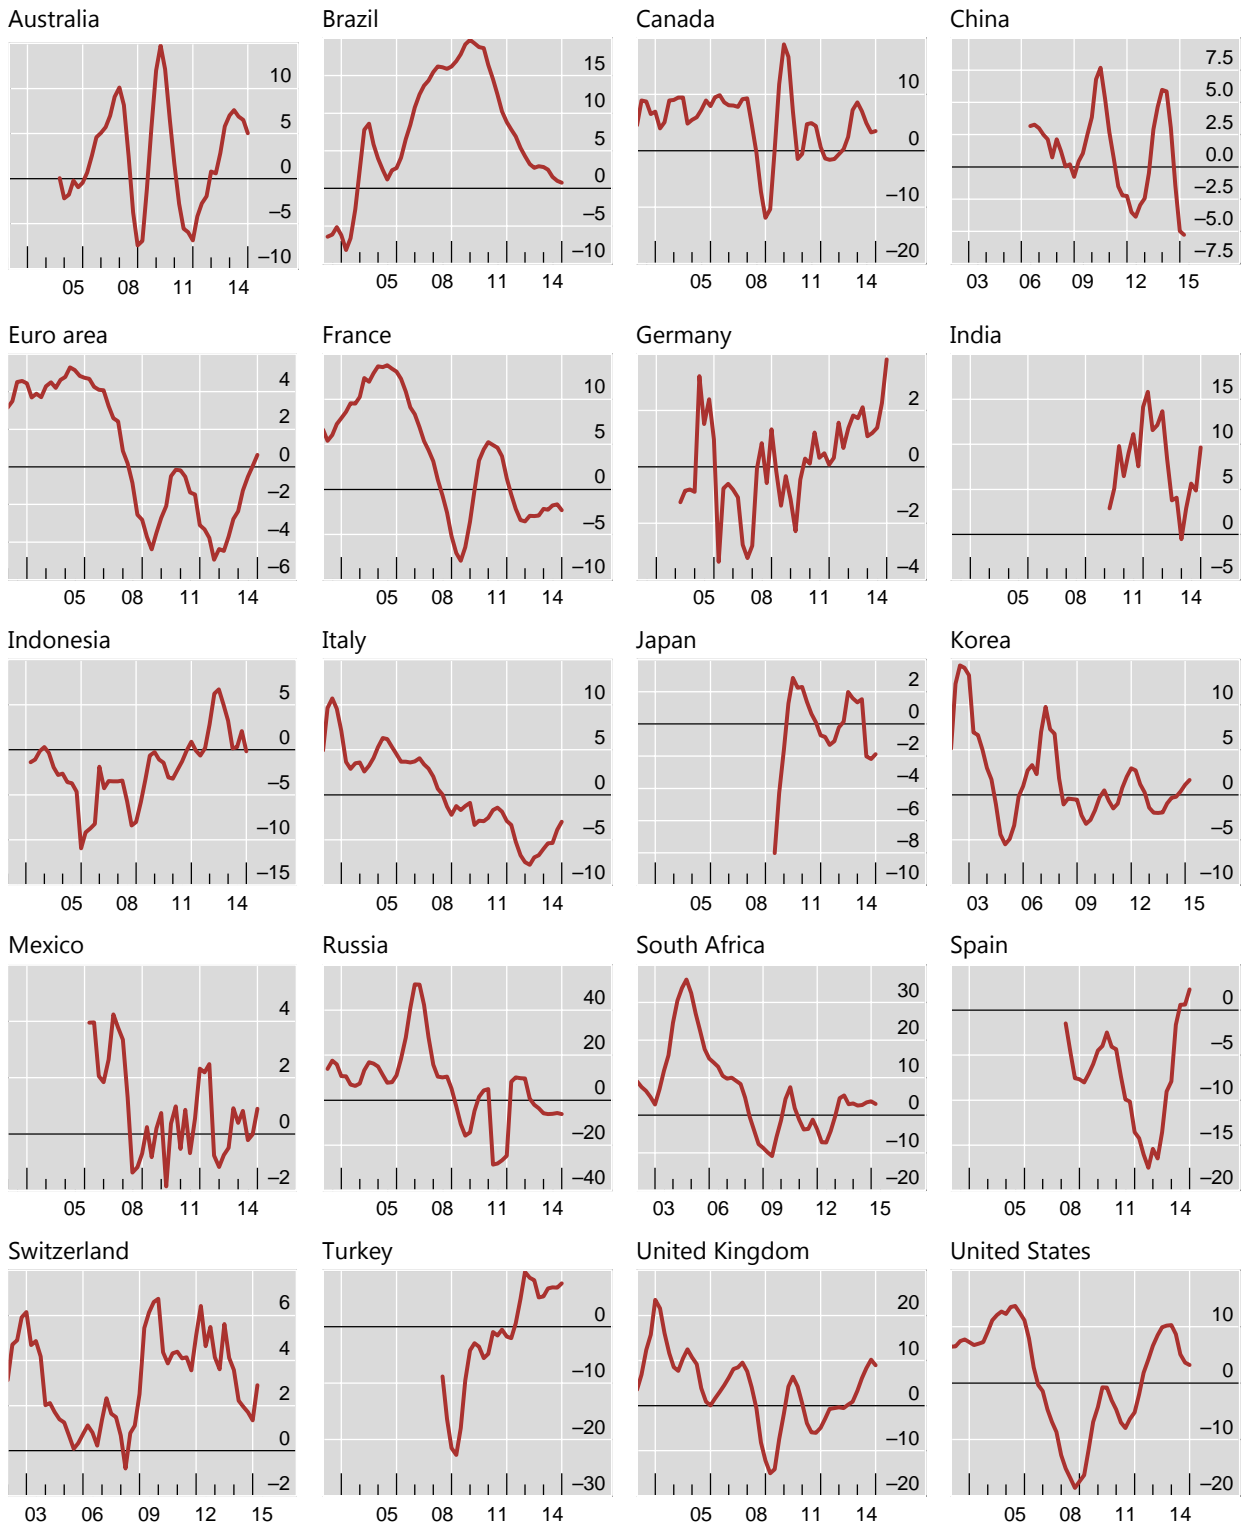 Australia Brazil Canada China
10 15 10 7.5
5 10 0 5.0
0 5 –10 2.5
–5 0 –20 0.0
–10 –5 –2.5
–10 –5.0
–7.5
05 08 11 14 05 08 11 14 05 08 11 14 03 06 09 12 15
Euro area France Germany India
4 10 2 15
2 5 0 10
0 0 –2 5
–2 –5 –4 0
–4 –10 –5
–6
05 08 11 14 05 08 11 14 05 08 11 14 05 08 11 14
Indonesia Italy Japan Korea
5 10 2 10
0 5 0 5
–5 0 –2 0
–10 –5 –4 –5
–15 –10 –6 –10
–8
–10
05 08 11 14 05 08 11 14 05 08 11 14 03 06 09 12 15
Mexico Russia South Africa Spain
4 40 30 0
2 20 20 –5
0 0 10 –10
–2 –20 0 –15
–40 –10 –20
–20
05 08 11 14 05 08 11 14 03 06 09 12 15 05 08 11 14
Switzerland Turkey United Kingdom United States
6 0 20 10
4 –10 10 0
2 –20 0 –10
0 –30 –10 –20
–2 –20
03 06 09 12 15 05 08 11 14 05 08 11 14 05 08 11 14